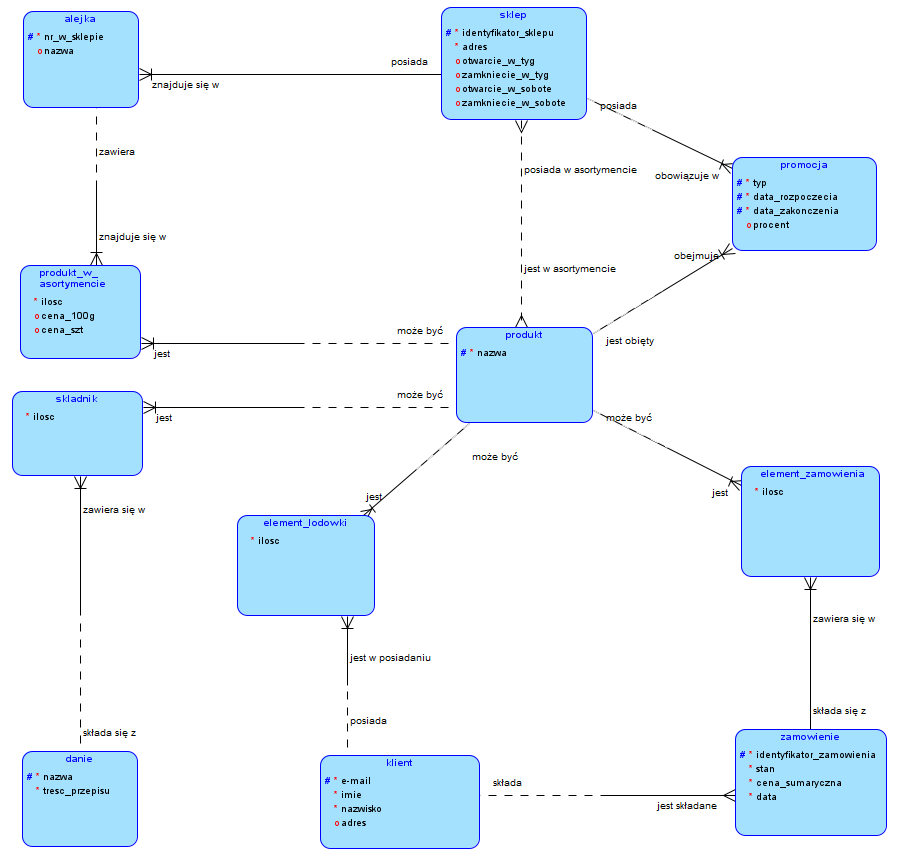 alejka
# * nr_w_sklepie
o nazwa
sklep
# * identyfikator_sklepu
* adres
o otwarcie_w_tyg
o zamkniecie_w_tyg
o otwarcie_w_sobote
o zamkniecie_w_sobote
posiada
znajduje się w
posiada
obowiązuje w
promocja
# * typ
# * data_rozpoczecia
# * data_zakonczenia
o procent
zawiera
znajduje się w
posiada w asortymencie
jest w asortymencie
obejmuje
jest obięty
produkt_w_
asortymencie
* ilosc
o cena_100g
o cena_szt
może być
jest
produkt
# * nazwa
skladnik
* ilosc
może być
jest
może być
jest
może być
jest
element_zamowienia
* ilosc
element_lodowki
* ilosc
zawiera się w
składa się z
jest w posiadaniu
posiada
zawiera się w
składa się z
danie
# * nazwa
* tresc_przepisu
klient
# * e-mail
* imie
* nazwisko
o adres
składa
jest składane
zamowienie
# * identyfikator_zamowienia
* stan
* cena_sumaryczna
* data